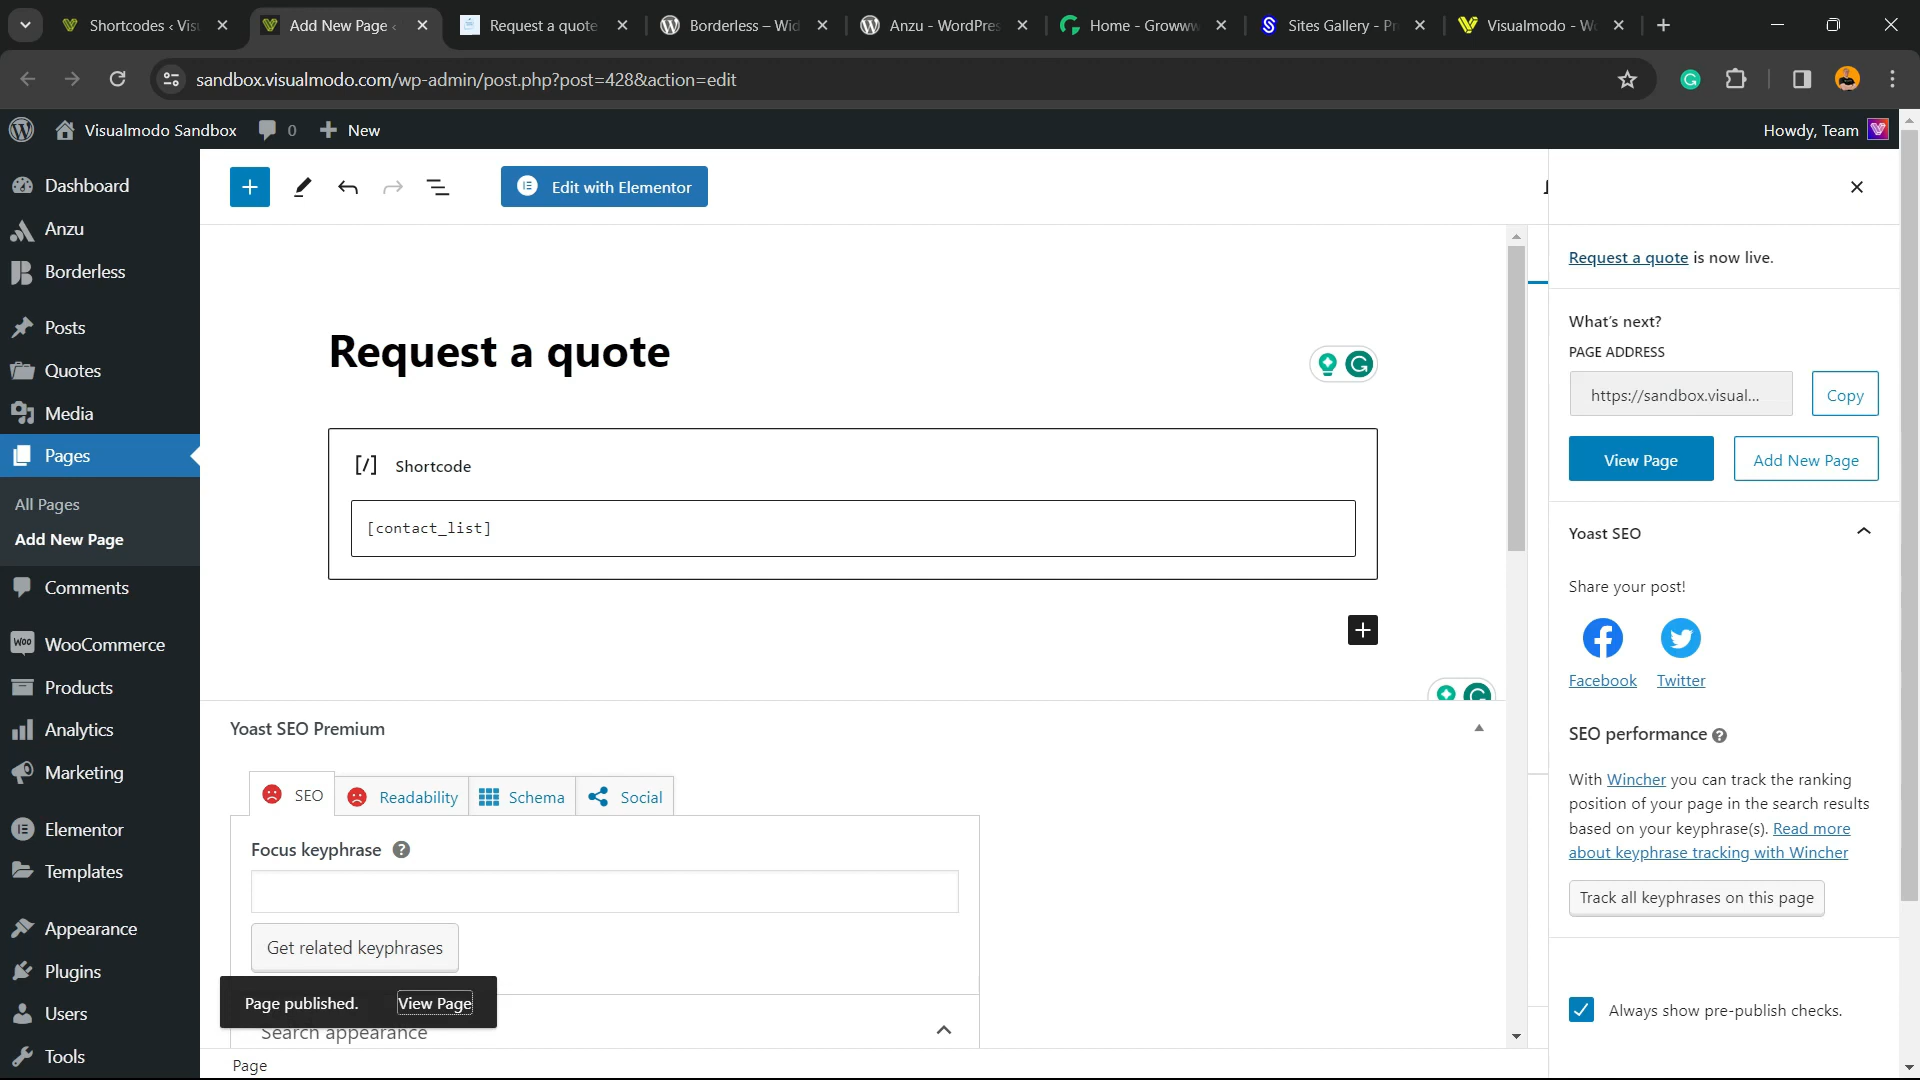 Shortcodes ‹ Vis
Add New Page ‹
Request a quote
Borderless – Wid
Anzu - WordPres
Home - Growww
Sites Gallery - Pr
Visualmodo - Wo
sandbox.visualmodo.com/wp-admin/post.php?post=428&action=edit
Visualmodo Sandbox
0
New
Howdy, Team
Dashboard
Anzu
Borderless
Posts
Quotes
Media
Pages
All Pages
Add New Page
Comments
Woo
WooCommerce
Products
Analytics
Marketing
Elementor
Templates
Appearance
Plugins
Users
Tools
Edit with Elementor
Request a quote
[/] Shortcode
[contact_list]
Yoast SEO Premium
SEO
Readability
Schema
Social
Focus keyphrase
Get related keyphrases
Page published.
View Page
Search appearance
Page
Request a quote is now live.
What's next?
PAGE ADDRESS
https://sandbox.visual...
Copy
View Page
Add New Page
Yoast SEO
Share your post!
Facebook
Twitter
SEO performance
With Wincher you can track the ranking
position of your page in the search results
based on your keyphrase(s). Read more
about keyphrase tracking with Wincher
Track all keyphrases on this page
Always show pre-publish checks.